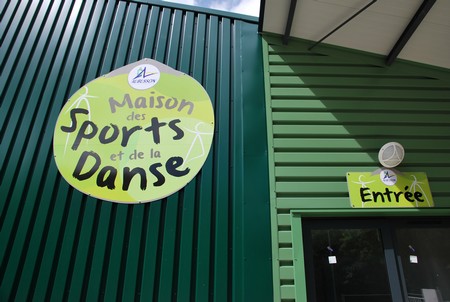 Maison
des
Sports
et de la
Danse
Entrée